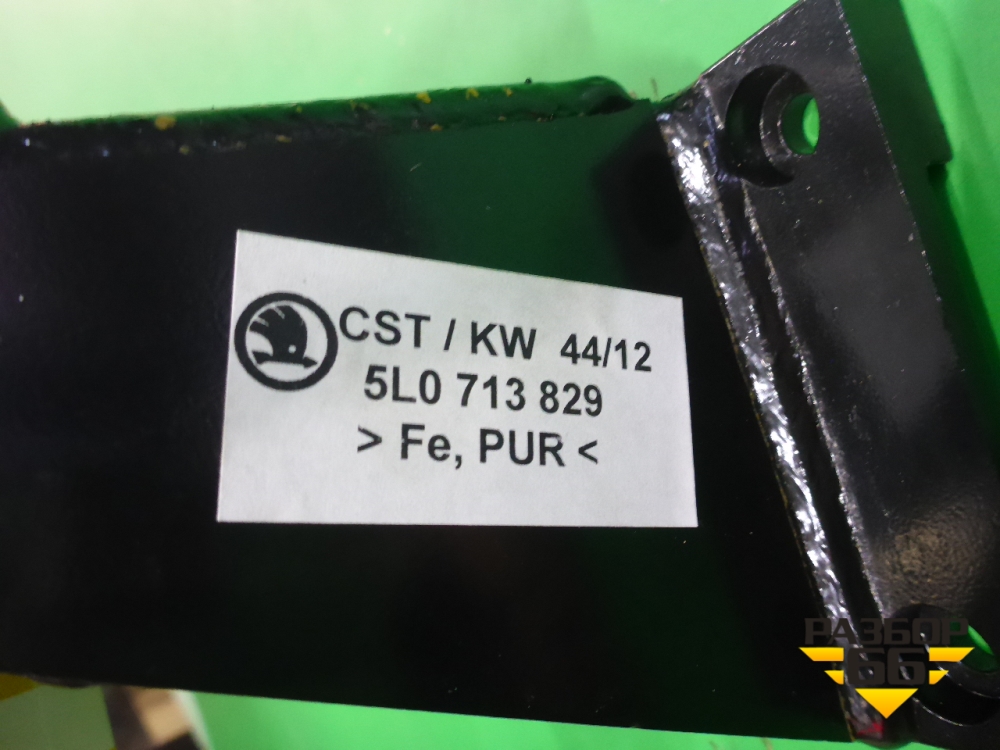 CST / KW 44/12
5L0 713 829
> Fe, PUR <
РАЗБОР
66